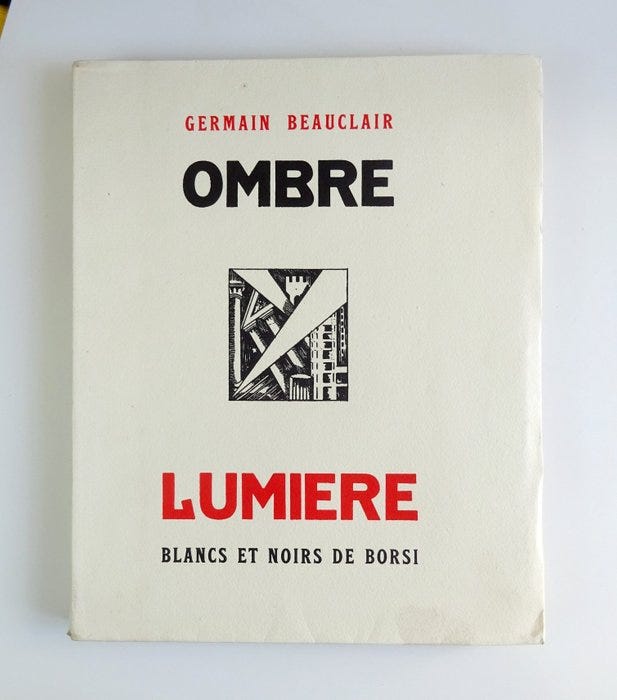 GERMAIN BEAUCLAIR
OMBRE
LUMIERE
BLANCS ET NOIRS DE BORSI